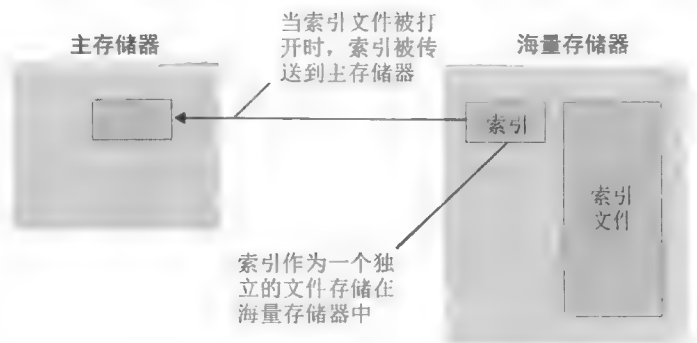 当索引文件被打
开时，索引被传
送到主存储器
主存储器
海量存储器
索引
索引
文件
索引作为一个独
立的文件存储在
海量存储器中